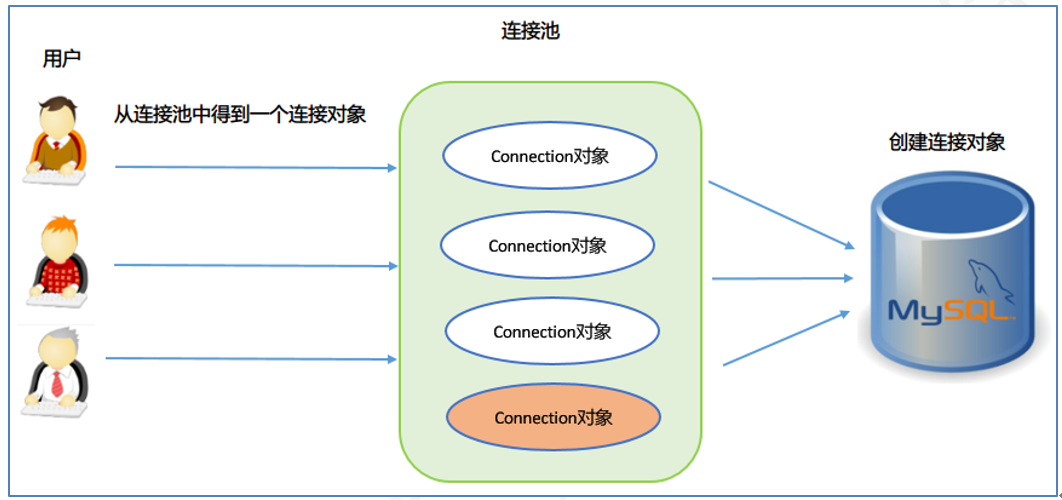 连接池
用户
从连接池中得到一个连接对象
创建连接对象
Connection对象
Connection对象
Connection对象
Connection对象
MySQL